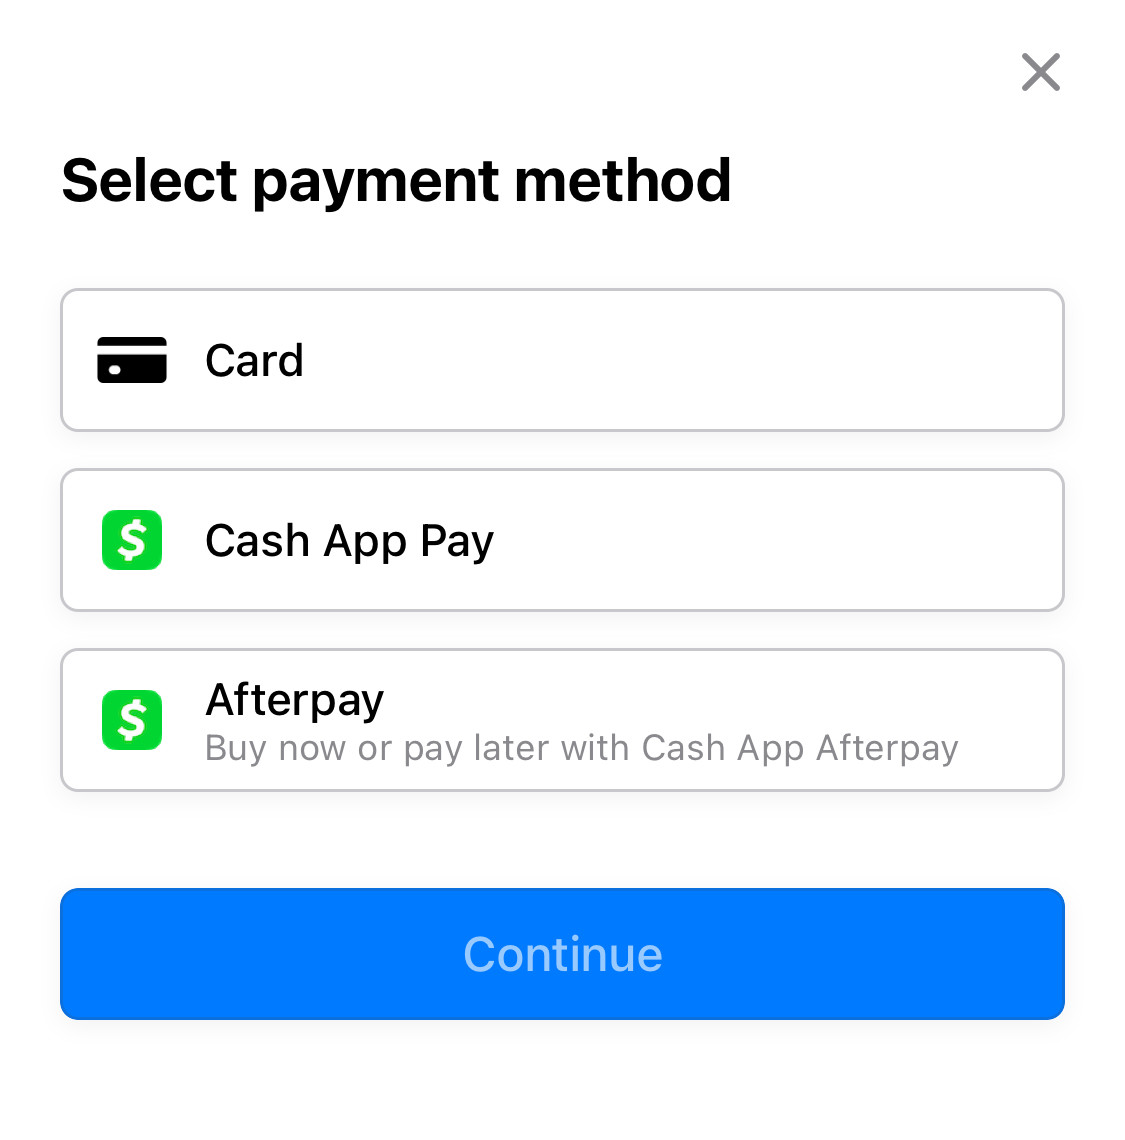 Select payment method
Card
Cash App Pay
Afterpay
Buy now or pay later with Cash App Afterpay
Continue